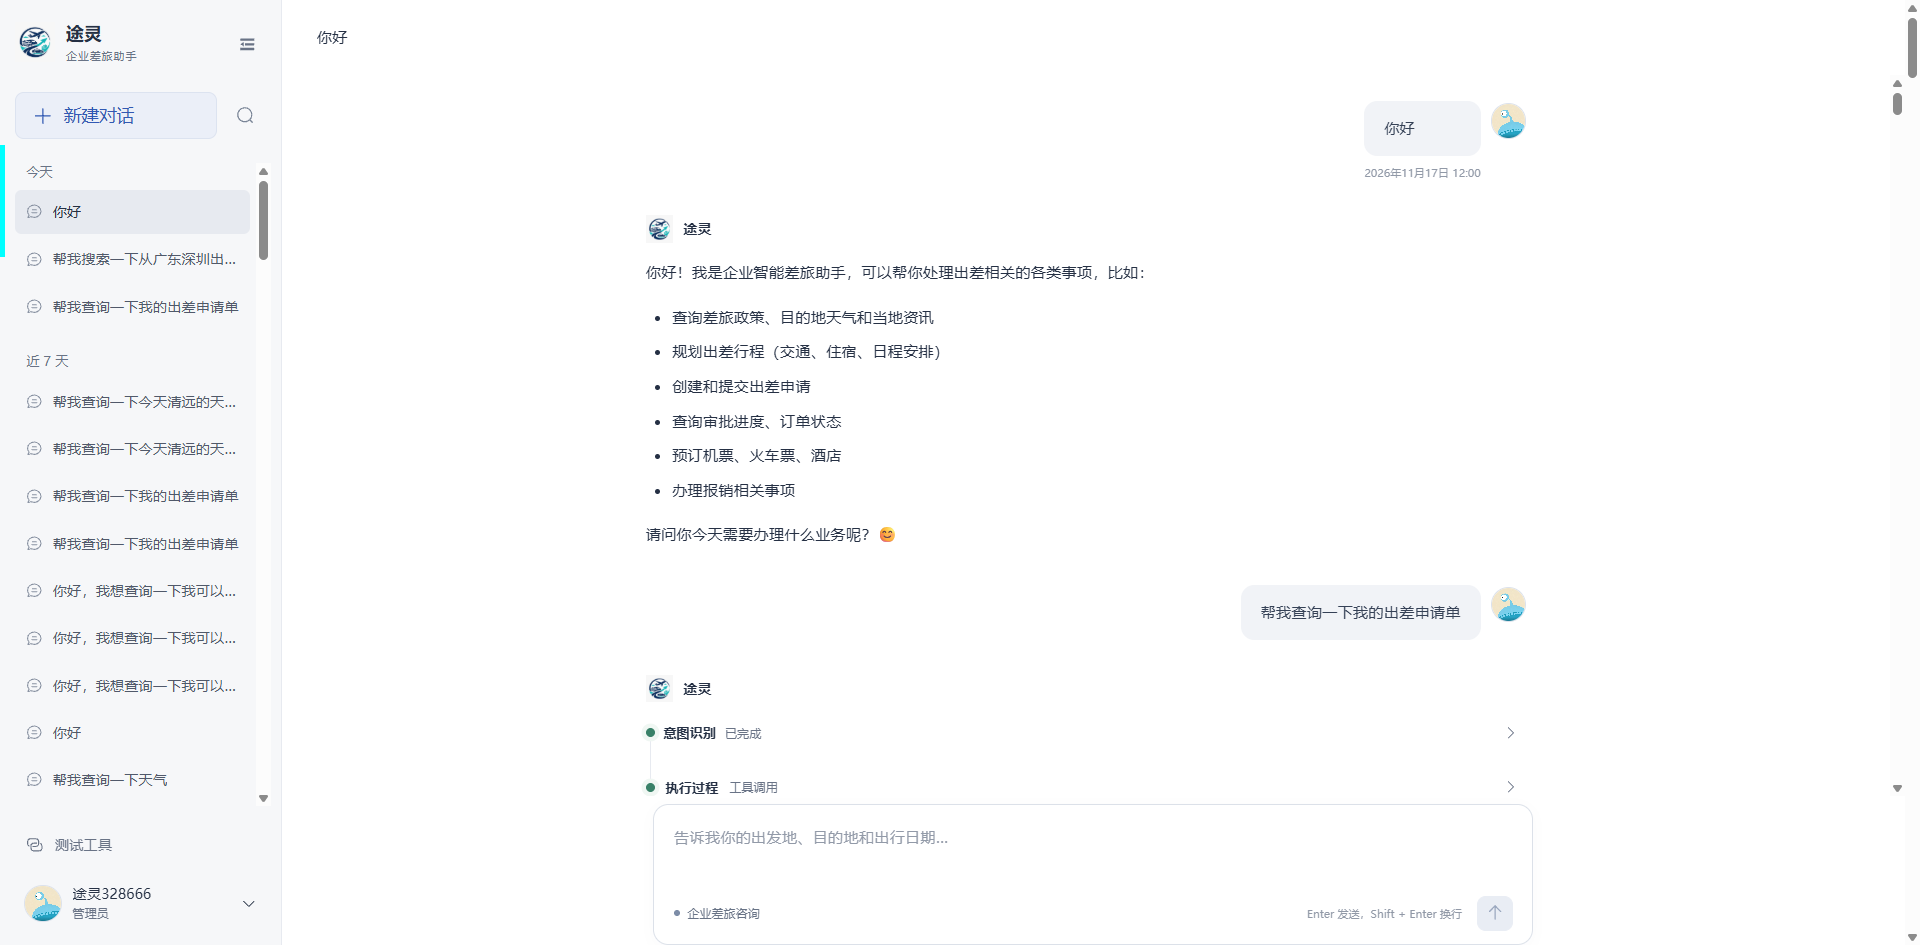 途灵
企业差旅助手
新建对话
今天
你好
帮我搜索一下从广东深圳出...
帮我查询一下我的出差申请单
近 7 天
帮我查询一下今天清远的天...
帮我查询一下今天清远的天...
帮我查询一下我的出差申请单
帮我查询一下我的出差申请单
你好，我想查询一下我可以...
你好，我想查询一下我可以...
你好，我想查询一下我可以...
你好
帮我查询一下天气
测试工具
途灵328666
管理员
你好
你好
2026年11月17日 12:00
途灵
你好！我是企业智能差旅助手，可以帮你处理出差相关的各类事项，比如：
• 查询差旅政策、目的地天气和当地资讯
• 规划出差行程（交通、住宿、日程安排）
• 创建和提交出差申请
• 查询审批进度、订单状态
• 预订机票、火车票、酒店
• 办理报销相关事项
请问你今天需要办理什么业务呢？😊
帮我查询一下我的出差申请单
途灵
意图识别 已完成
执行过程 工具调用
告诉我你的出发地、目的地和出行日期...
企业差旅咨询
Enter 发送，Shift + Enter 换行